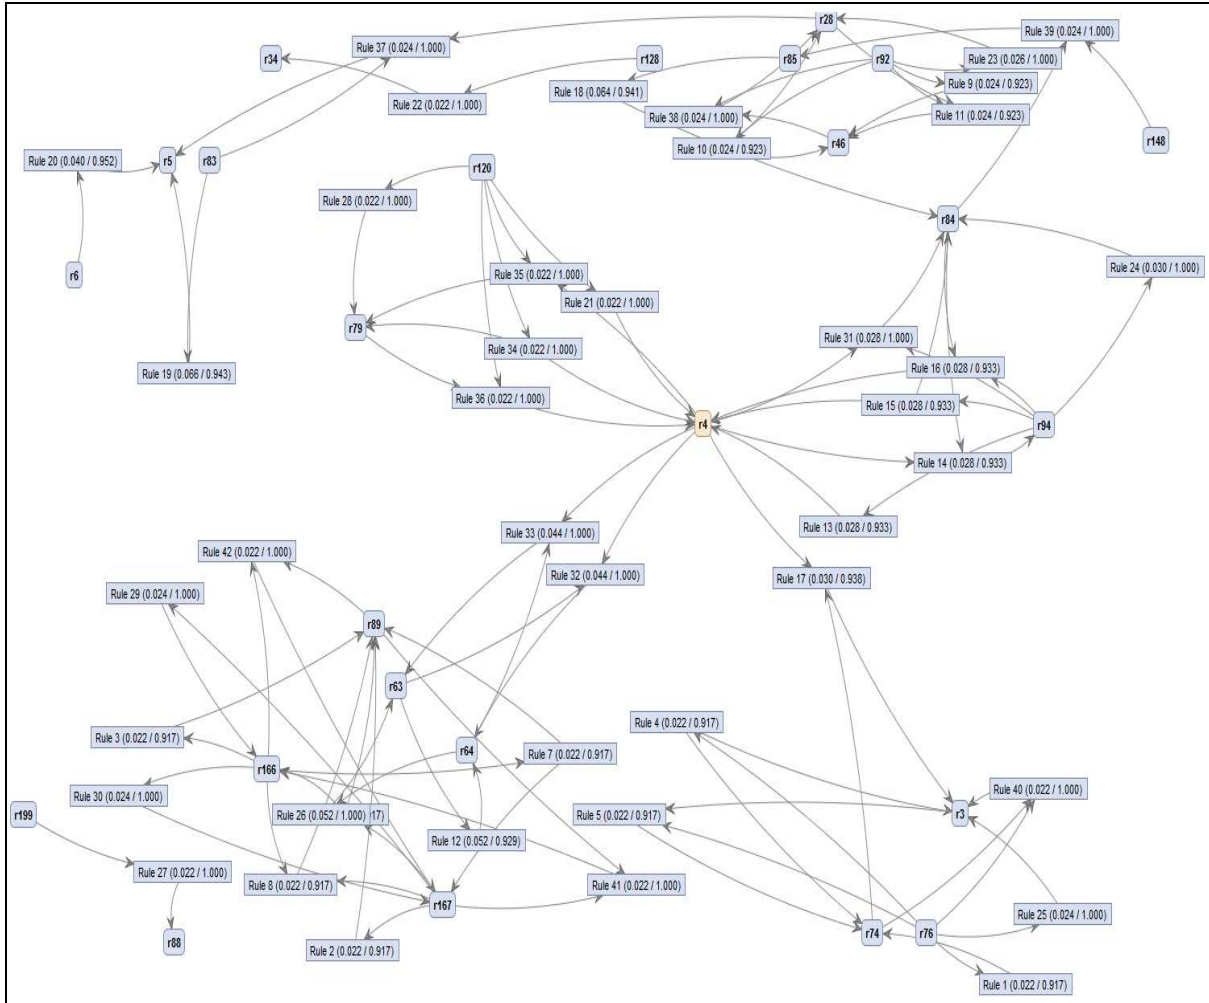 r28
Rule 39 (0.024 / 1.000)
Rule 37 (0.024 / 1.000)
r34
r128
r85
r92
Rule 23 (0.026 / 1.000)
Rule 9 (0.024 / 0.923)
Rule 18 (0.064 / 0.941)
Rule 22 (0.022 / 1.000)
Rule 38 (0.024 / 1.000)
Rule 11 (0.024 / 0.923)
r46
r148
Rule 10 (0.024 / 0.923)
Rule 20 (0.040 / 0.952)
r5
r83
r120
Rule 28 (0.022 / 1.000)
r84
r6
Rule 35 (0.022 / 1.000)
Rule 24 (0.030 / 1.000)
Rule 21 (0.022 / 1.000)
r79
Rule 31 (0.028 / 1.000)
Rule 34 (0.022 / 1.000)
Rule 19 (0.066 / 0.943)
Rule 16 (0.028 / 0.933)
Rule 36 (0.022 / 1.000)
Rule 15 (0.028 / 0.933)
r4
r94
Rule 14 (0.028 / 0.933)
Rule 13 (0.028 / 0.933)
Rule 33 (0.044 / 1.000)
Rule 42 (0.022 / 1.000)
Rule 32 (0.044 / 1.000)
Rule 17 (0.030 / 0.938)
Rule 29 (0.024 / 1.000)
r89
r63
Rule 4 (0.022 / 0.917)
Rule 3 (0.022 / 0.917)
r64
Rule 7 (0.022 / 0.917)
r166
Rule 30 (0.024 / 1.000)
Rule 40 (0.022 / 1.000)
r199
Rule 26 (0.052 / 1.000)
17)
Rule 5 (0.022 / 0.917)
r3
Rule 12 (0.052 / 0.929)
Rule 27 (0.022 / 1.000)
Rule 8 (0.022 / 0.917)
Rule 41 (0.022 / 1.000)
r167
Rule 25 (0.024 / 1.000)
r88
r74
r76
Rule 2 (0.022 / 0.917)
Rule 1 (0.022 / 0.917)